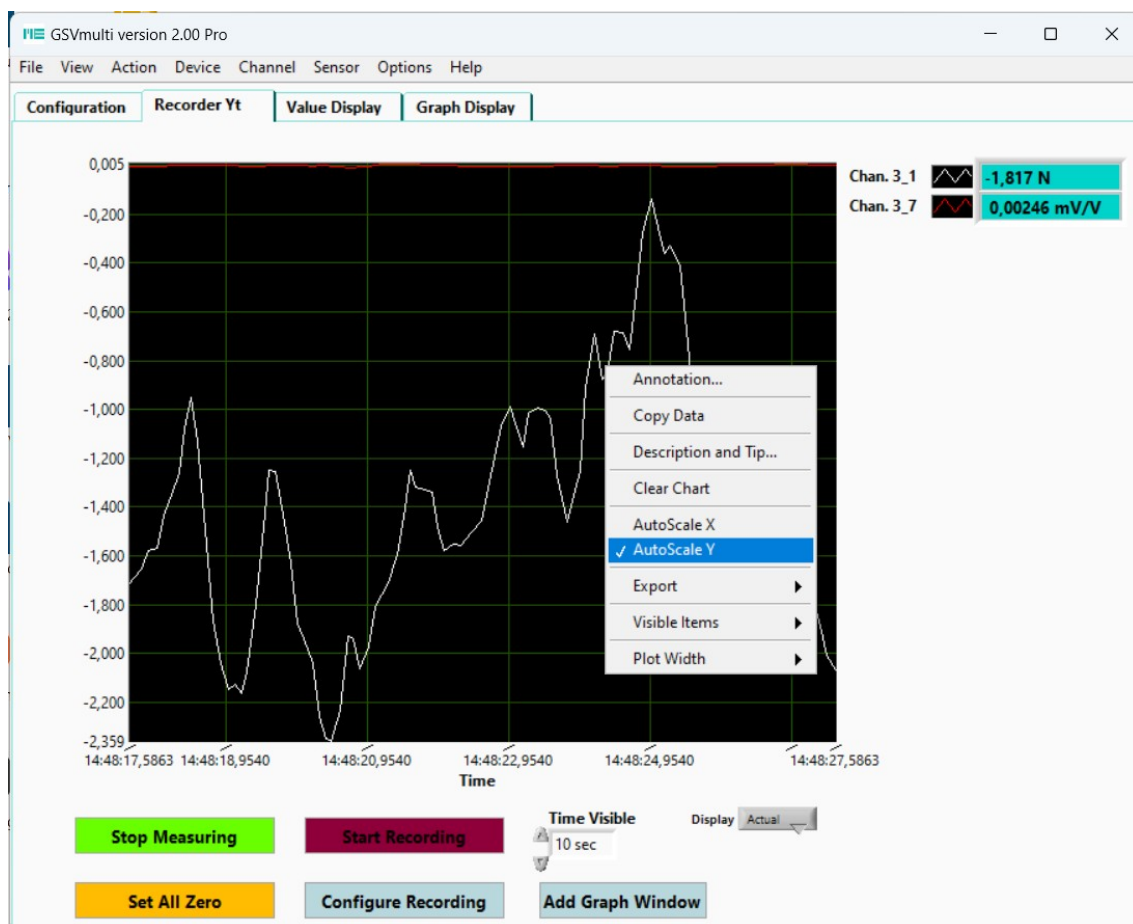 ME GSVmulti version 2.00 Pro
File View Action Device Channel Sensor Options Help
Configuration Recorder Yt Value Display Graph Display
0,005
-0,200
-0,400
-0,600
-0,800
-1,000
-1,200
-1,400
-1,600
-1,800
-2,000
-2,200
-2,359
14:48:17,5863 14:48:18,9540 14:48:20,9540 14:48:22,9540 14:48:24,9540 14:48:27,5863
Time
Chan. 3_1 -1,817 N
Chan. 3_7 0,00246 mV/V
Annotation...
Copy Data
Description and Tip...
Clear Chart
AutoScale X
✓ AutoScale Y
Export
Visible Items
Plot Width
Stop Measuring Start Recording
Time Visible
10 sec
Display Actual
Set All Zero Configure Recording Add Graph Window